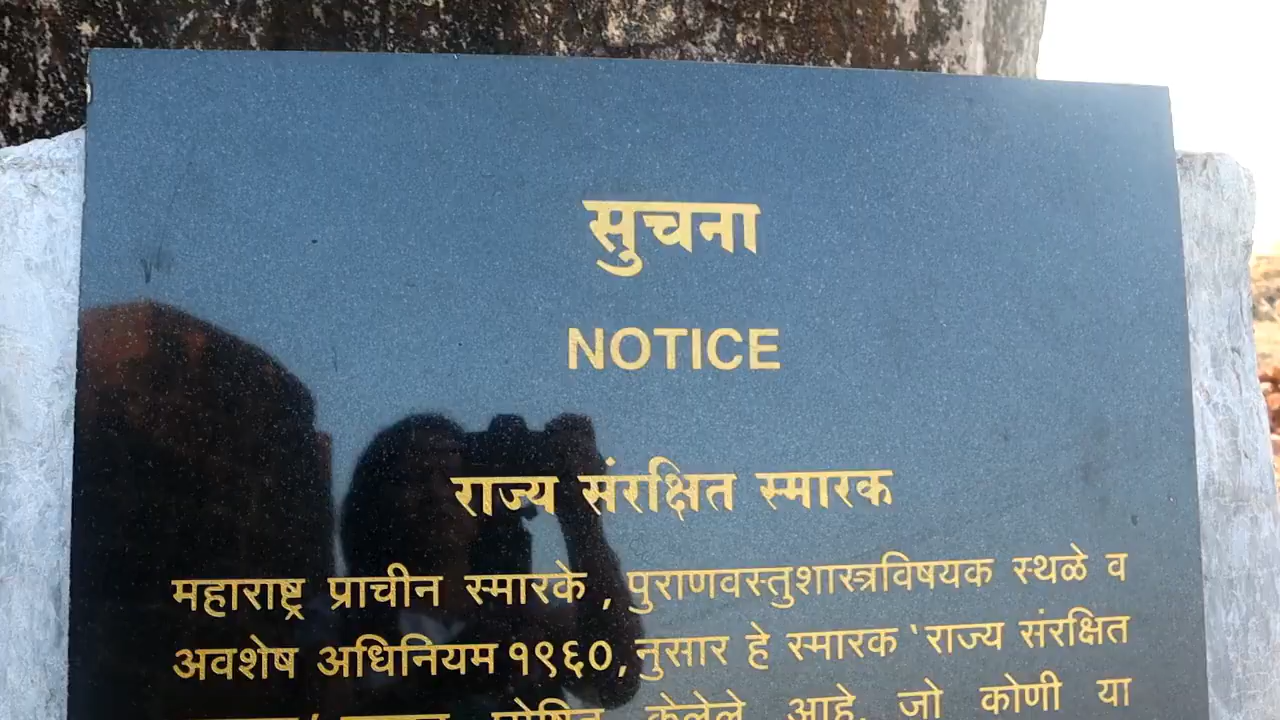 सुचना
NOTICE
राज्य संरक्षित स्मारक
महाराष्ट्र प्राचीन स्मारके , पुराणवस्तुशास्त्रविषयक स्थळे व
अवशेष अधिनियम १९६०,नुसार हे स्मारक 'राज्य संरक्षित
घोषित केलेले आहे. जो कोणी या